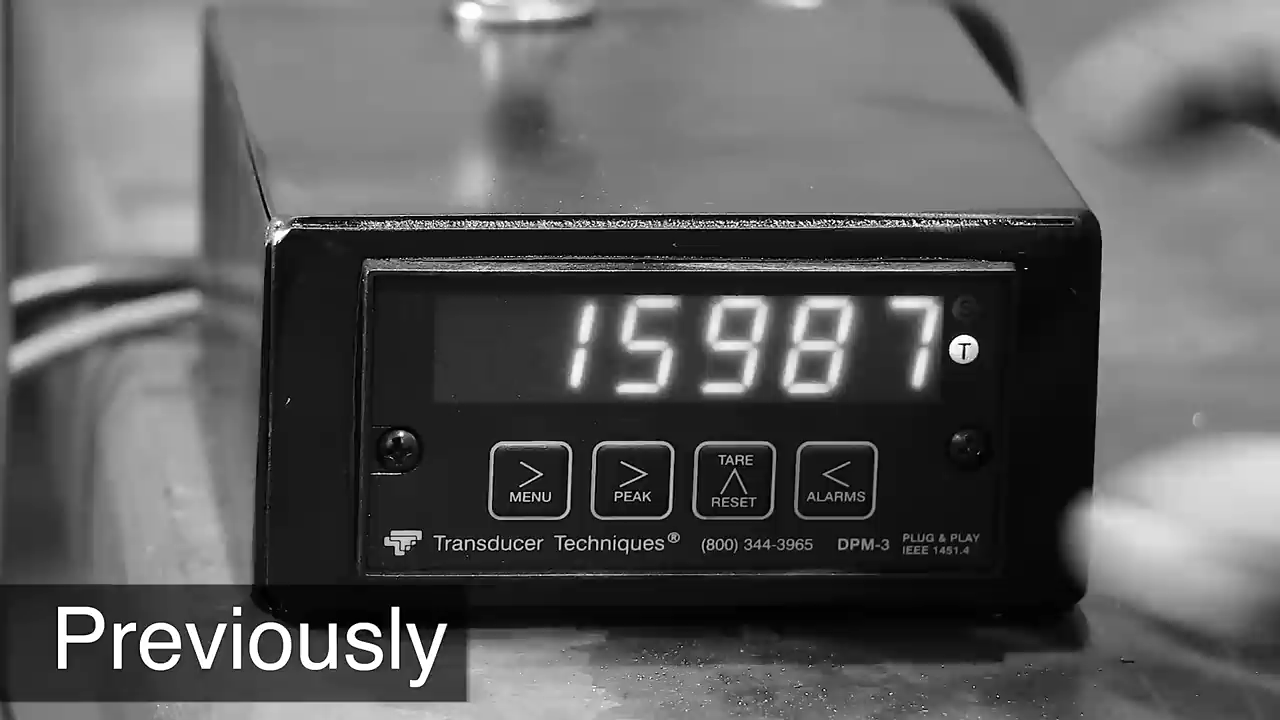 15987
T
> MENU
> PEAK
TARE
RESET
< ALARMS
Transducer Techniques® (800) 344-3965 DPM-3 PLUG & PLAY
IEEE 1451.4
Previously